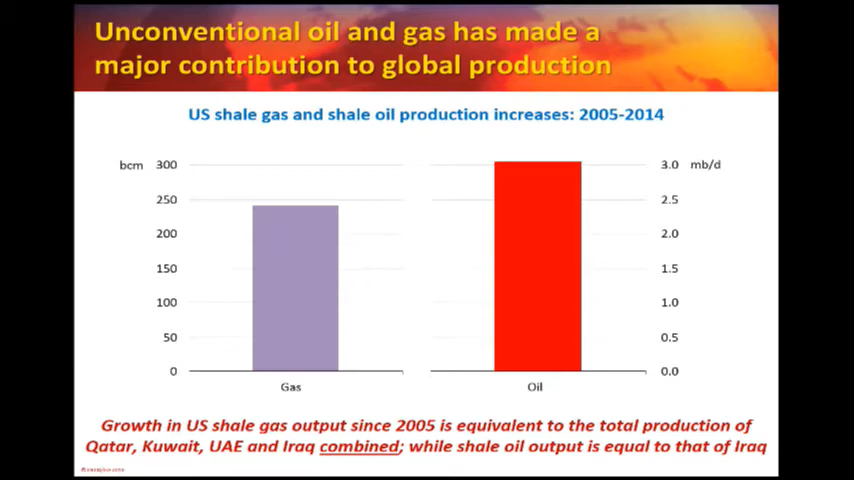 Unconventional oil and gas has made a
major contribution to global production
US shale gas and shale oil production increases: 2005-2014
bcm 300
250
200
150
100
50
0
3.0 mb/d
2.5
2.0
1.5
1.0
0.5
0.0
Gas
Oil
Growth in US shale gas output since 2005 is equivalent to the total production of
Qatar, Kuwait, UAE and Iraq combined; while shale oil output is equal to that of Iraq